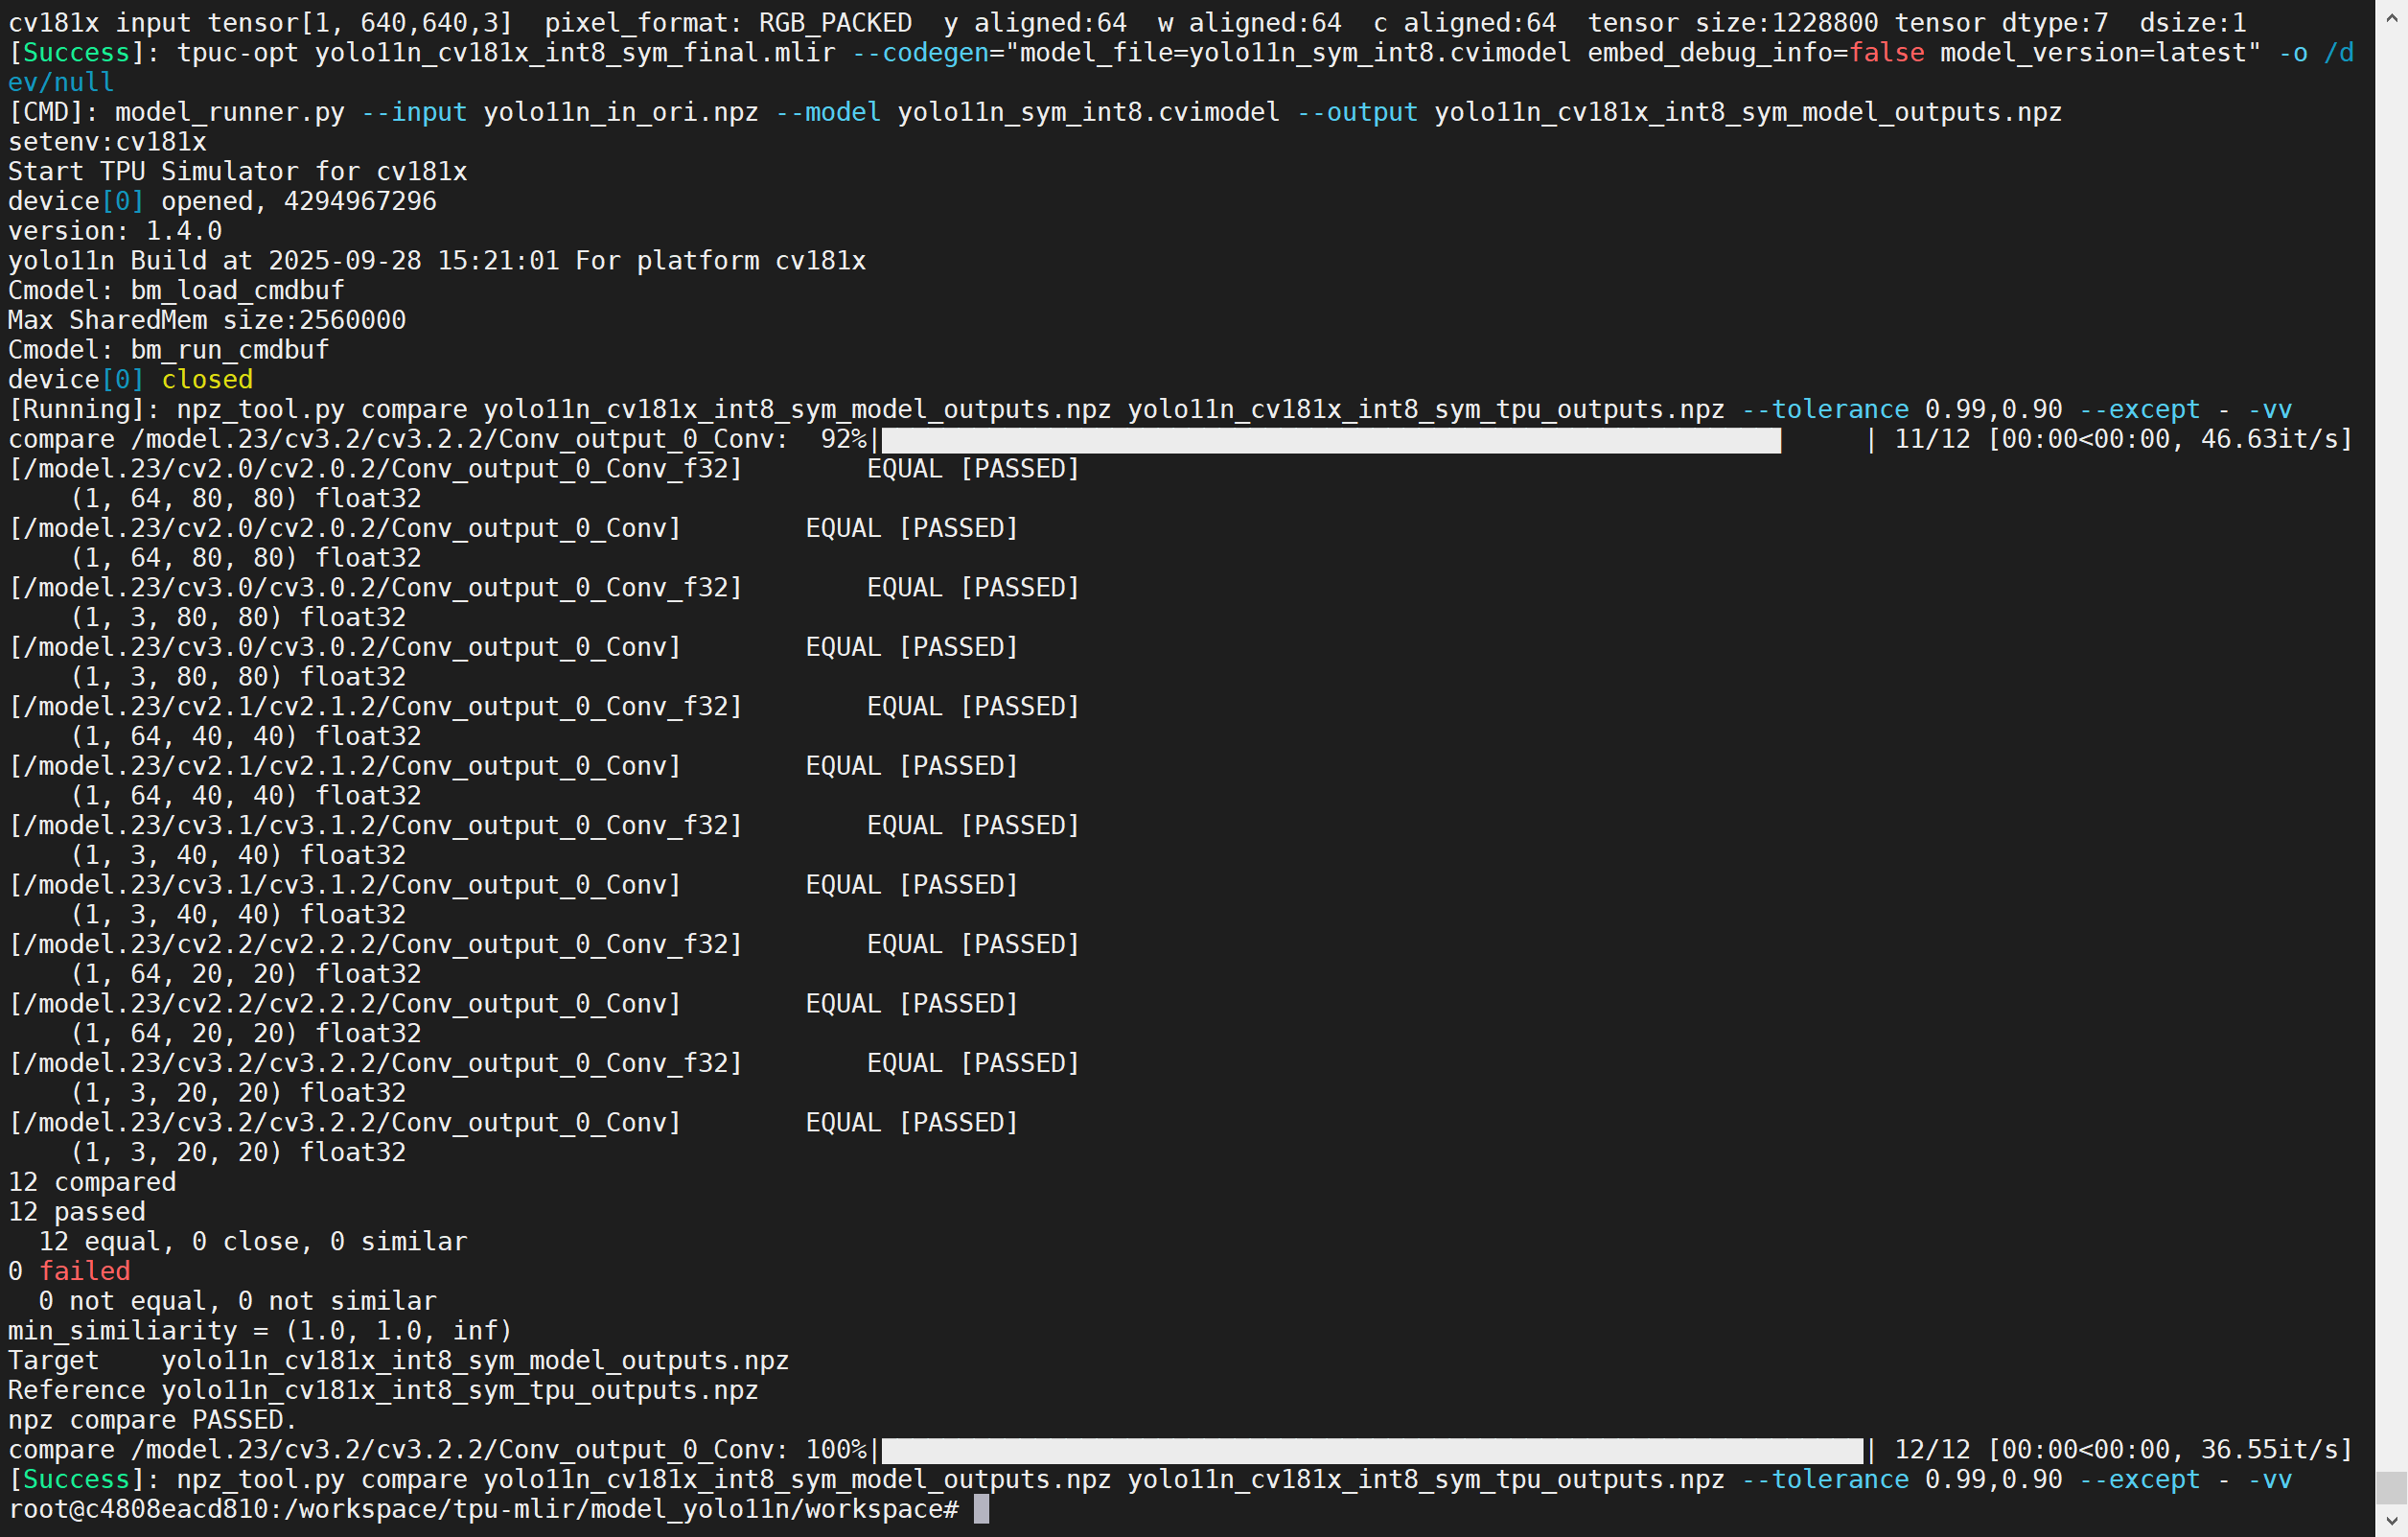 cv181x input tensor[1, 640,640,3]  pixel_format: RGB_PACKED  y aligned:64  w aligned:64  c aligned:64  tensor size:1228800 tensor dtype:7  dsize:1
[Success]: tpuc-opt yolo11n_cv181x_int8_sym_final.mlir --codegen="model_file=yolo11n_sym_int8.cvimodel embed_debug_info=false model_version=latest" -o /d
ev/null
[CMD]: model_runner.py --input yolo11n_in_ori.npz --model yolo11n_sym_int8.cvimodel --output yolo11n_cv181x_int8_sym_model_outputs.npz
setenv:cv181x
Start TPU Simulator for cv181x
device[0] opened, 4294967296
version: 1.4.0
yolo11n Build at 2025-09-28 15:21:01 For platform cv181x
Cmodel: bm_load_cmdbuf
Max SharedMem size:2560000
Cmodel: bm_run_cmdbuf
device[0] closed
[Running]: npz_tool.py compare yolo11n_cv181x_int8_sym_model_outputs.npz yolo11n_cv181x_int8_sym_tpu_outputs.npz --tolerance 0.99,0.90 --except - -vv
compare /model.23/cv3.2/cv3.2.2/Conv_output_0_Conv:  92%|          | 11/12 [00:00<00:00, 46.63it/s]
[/model.23/cv2.0/cv2.0.2/Conv_output_0_Conv_f32]        EQUAL [PASSED]
    (1, 64, 80, 80) float32
[/model.23/cv2.0/cv2.0.2/Conv_output_0_Conv]        EQUAL [PASSED]
    (1, 64, 80, 80) float32
[/model.23/cv3.0/cv3.0.2/Conv_output_0_Conv_f32]        EQUAL [PASSED]
    (1, 3, 80, 80) float32
[/model.23/cv3.0/cv3.0.2/Conv_output_0_Conv]        EQUAL [PASSED]
    (1, 3, 80, 80) float32
[/model.23/cv2.1/cv2.1.2/Conv_output_0_Conv_f32]        EQUAL [PASSED]
    (1, 64, 40, 40) float32
[/model.23/cv2.1/cv2.1.2/Conv_output_0_Conv]        EQUAL [PASSED]
    (1, 64, 40, 40) float32
[/model.23/cv3.1/cv3.1.2/Conv_output_0_Conv_f32]        EQUAL [PASSED]
    (1, 3, 40, 40) float32
[/model.23/cv3.1/cv3.1.2/Conv_output_0_Conv]        EQUAL [PASSED]
    (1, 3, 40, 40) float32
[/model.23/cv2.2/cv2.2.2/Conv_output_0_Conv_f32]        EQUAL [PASSED]
    (1, 64, 20, 20) float32
[/model.23/cv2.2/cv2.2.2/Conv_output_0_Conv]        EQUAL [PASSED]
    (1, 64, 20, 20) float32
[/model.23/cv3.2/cv3.2.2/Conv_output_0_Conv_f32]        EQUAL [PASSED]
    (1, 3, 20, 20) float32
[/model.23/cv3.2/cv3.2.2/Conv_output_0_Conv]        EQUAL [PASSED]
    (1, 3, 20, 20) float32
12 compared
12 passed
  12 equal, 0 close, 0 similar
0 failed
  0 not equal, 0 not similar
min_similiarity = (1.0, 1.0, inf)
Target    yolo11n_cv181x_int8_sym_model_outputs.npz
Reference yolo11n_cv181x_int8_sym_tpu_outputs.npz
npz compare PASSED.
compare /model.23/cv3.2/cv3.2.2/Conv_output_0_Conv: 100%|          | 12/12 [00:00<00:00, 36.55it/s]
[Success]: npz_tool.py compare yolo11n_cv181x_int8_sym_model_outputs.npz yolo11n_cv181x_int8_sym_tpu_outputs.npz --tolerance 0.99,0.90 --except - -vv
root@c4808eacd810:/workspace/tpu-mlir/model_yolo11n/workspace#